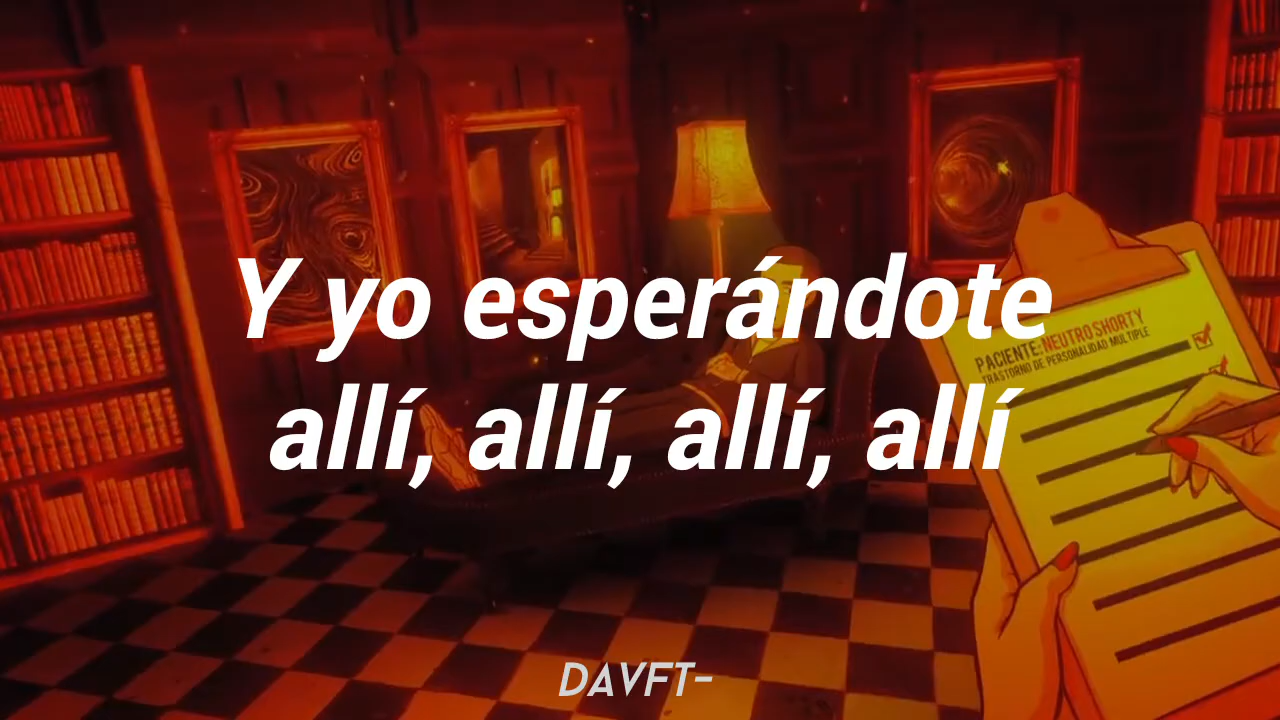 Y yo esperándote
allí, allí, allí, allí
PACIENTE: NEUTRO SHORTY
TRASTORNO DE PERSONALIDAD MULTIPLE
DAVFT-